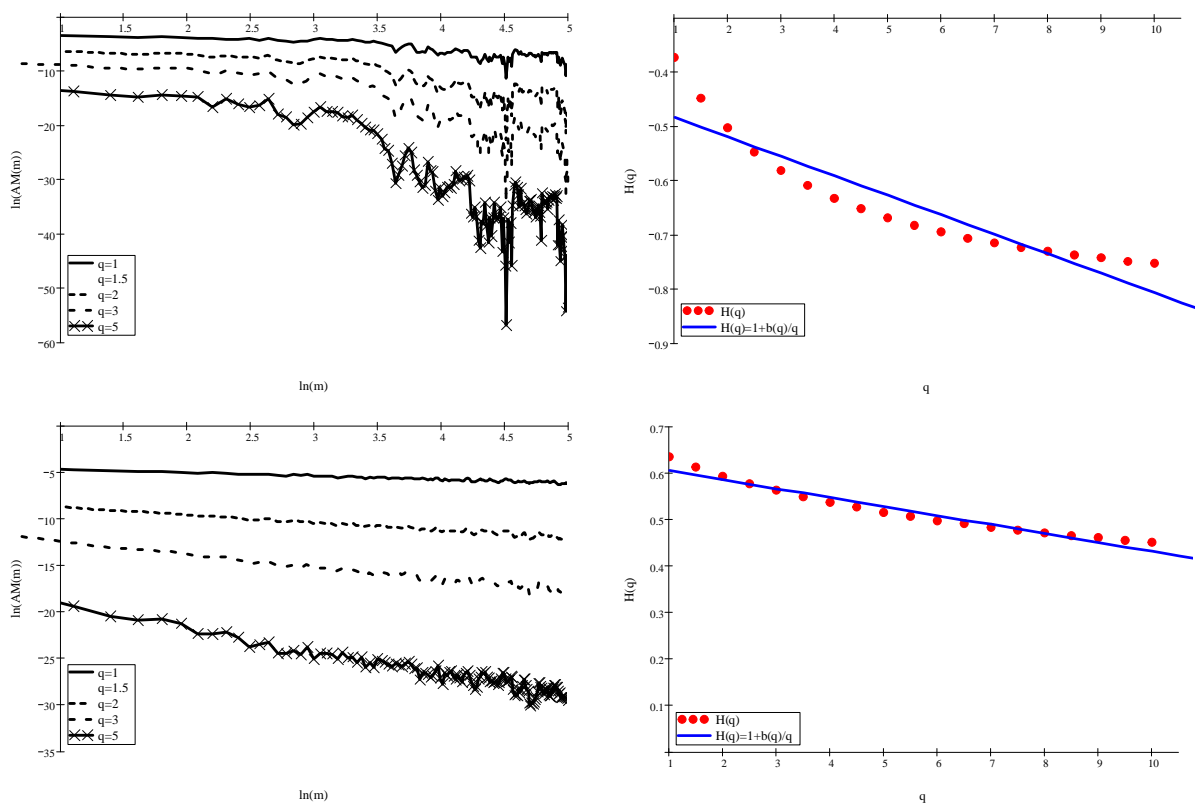 1 1.5 2 2.5 3 3.5 4 4.5 5
−10
−20
−30
−40
−50
−60
ln(AM(m))
q=1
q=1.5
q=2
q=3
q=5
ln(m)
1 2 3 4 5 6 7 8 9 10
−0.4
−0.5
−0.6
−0.7
−0.8
−0.9
H(q)
H(q)
H(q)=1+b(q)/q
q
1 1.5 2 2.5 3 3.5 4 4.5 5
−5
−10
−15
−20
−25
−30
−35
ln(AM(m))
q=1
q=1.5
q=2
q=3
q=5
ln(m)
0.7
0.6
0.5
0.4
0.3
0.2
0.1
H(q)
H(q)
H(q)=1+b(q)/q
1 2 3 4 5 6 7 8 9 10
q